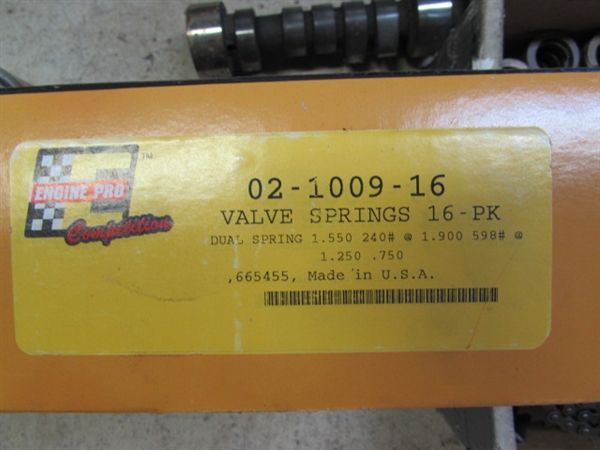 ENGINE PRO
Competition
TM
02-1009-16
VALVE SPRINGS 16-PK
DUAL SPRING 1.550 240# @ 1.900 598# @
1.250 .750
,665455, Made in U.S.A.